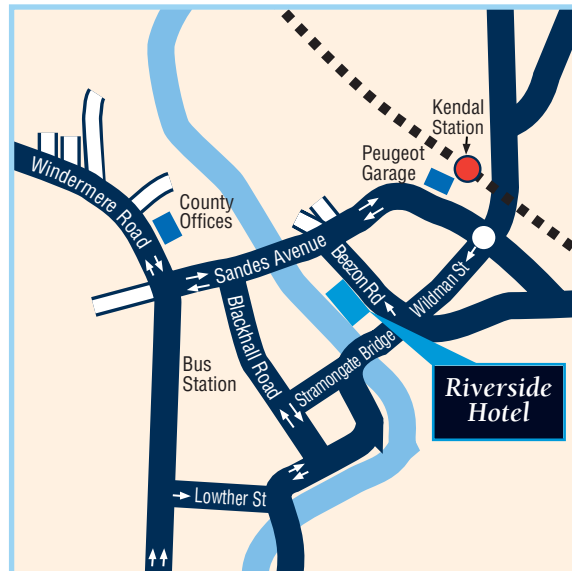 Kendal
Station
Peugeot
Garage
Windermere Road
County
Offices
Sandes Avenue
Beezon Rd
Wildman St
Blackhall Road
Stramongate Bridge
Bus
Station
Riverside
Hotel
Lowther St